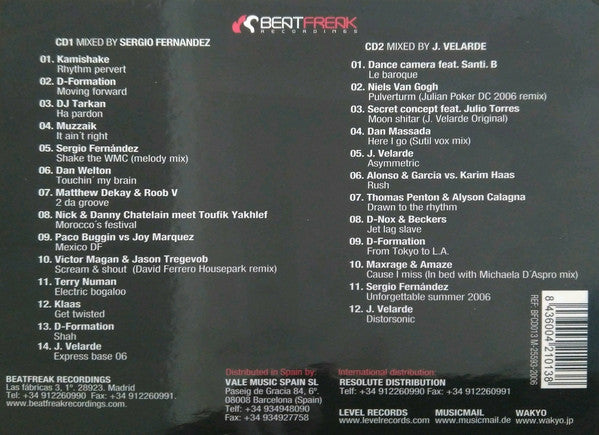 BEATFREAK
RECORDINGS
CD1 MIXED BY SERGIO FERNANDEZ
01. Kamishake
Rhythm pervert
02. D-Formation
Moving forward
03. DJ Tarkan
Ha pardon
04. Muzzaik
It ain´t right
05. Sergio Fernández
Shake the WMC (melody mix)
06. Dan Welton
Touchin´ my brain
07. Matthew Dekay & Roob V
2 da groove
08. Nick & Danny Chatelain meet Toufik Yakhlef
Morocco´s festival
09. Paco Buggin vs Joy Marquez
Mexico DF
10. Victor Magan & Jason Tregevob
Scream & shout (David Ferrero Housepark remix)
11. Terry Numan
Electric bogaloo
12. Klaas
Get twisted
13. D-Formation
Shah
14. J. Velarde
Express base 06
CD2 MIXED BY J. VELARDE
01. Dance camera feat. Santi. B
Le baroque
02. Niels Van Gogh
Pulverturm (Julian Poker DC 2006 remix)
03. Secret concept feat. Julio Torres
Moon shitar (J. Velarde Original)
04. Dan Massada
Here I go (Sutil vox mix)
05. J. Velarde
Asymmetric
06. Alonso & Garcia vs. Karim Haas
Rush
07. Thomas Penton & Alyson Calagna
Drawn to the rhythm
08. D-Nox & Beckers
Jet lag slave
09. D-Formation
From Tokyo to L.A.
10. Maxrage & Amaze
Cause I miss (In bed with Michaela D´Aspro mix)
11. Sergio Fernández
Unforgettable summer 2006
12. J. Velarde
Distorsonic
REF: BFCD013 M-25593-2006
8436004210138
BEATFREAK RECORDINGS
Las fábricas 3, 1º. 28923. Madrid
Tel: +34 912260990 Fax: +34 912260991.
www.beatfreakrecordings.com
Distributed in Spain by:
VALE MUSIC SPAIN SL
Paseig de Gracia 84, 6º.
08008 Barcelona (Spain)
Telf: +34 934948090
Fax: +34 934927758
International distribution:
RESOLUTE DISTRIBUTION
Telf: +34 912260990 Fax: +34 912260991
LEVEL RECORDS
www.levelrecords.com
MUSICMAIL
www.musicmail.de
WAKYO
www.wakyo.com